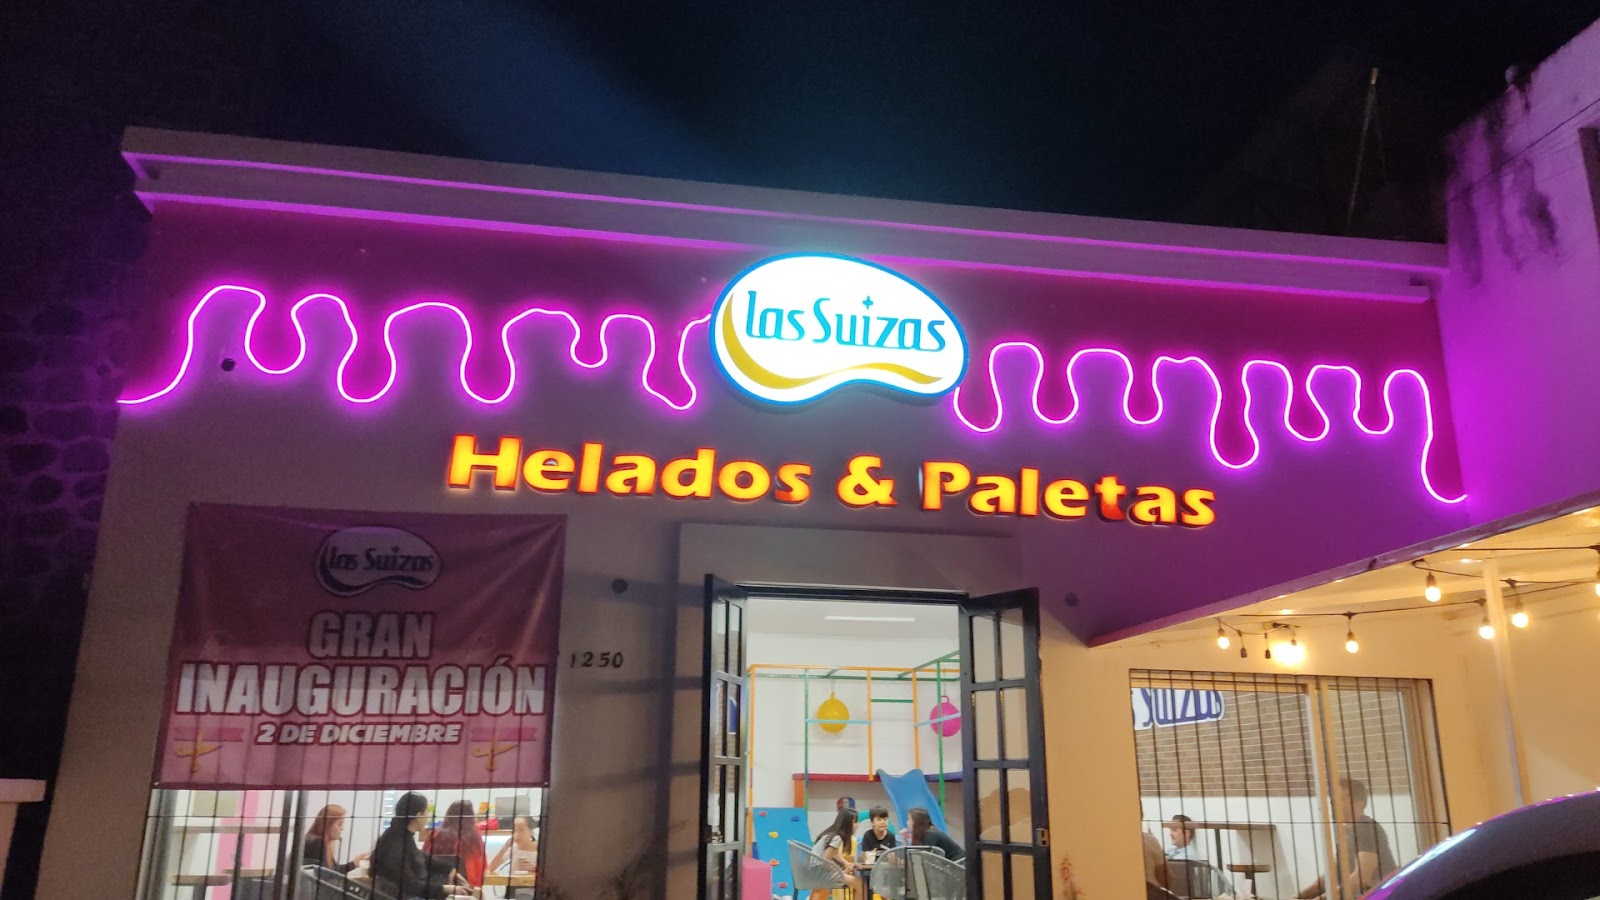 las Suizas
Helados & Paletas
las Suizas
GRAN
INAUGURACIÓN
2 DE DICIEMBRE
1250
Suizas